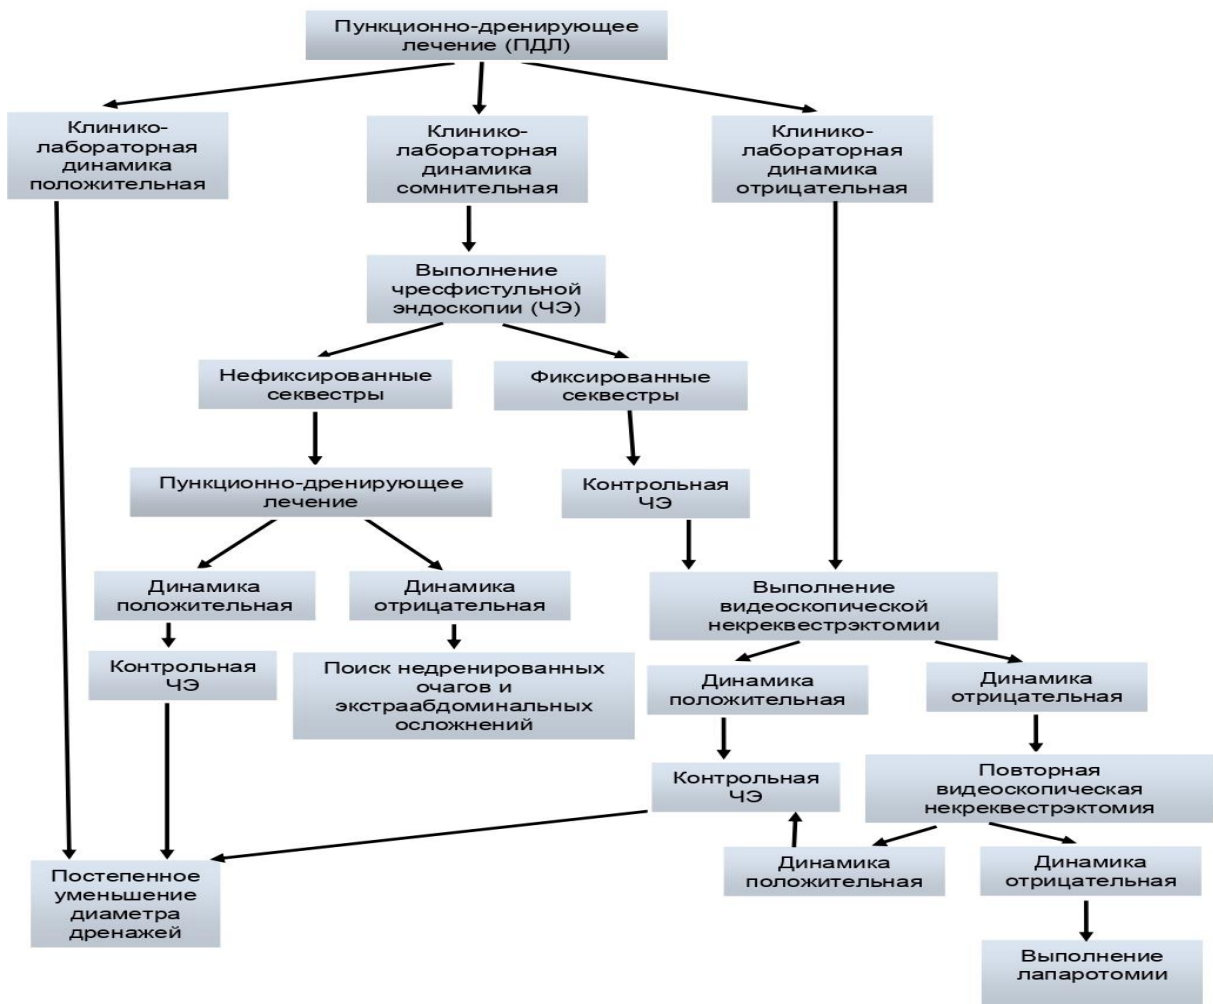 Пункционно-дренирующее
лечение (ПДЛ)
Клинико-
лабораторная
динамика
положительная
Клинико-
лабораторная
динамика
сомнительная
Клинико-
лабораторная
динамика
отрицательная
Выполнение
чресфистульной
эндоскопии (ЧЭ)
Нефиксированные
секвестры
Фиксированные
секвестры
Пункционно-дренирующее
лечение
Контрольная
ЧЭ
Динамика
положительная
Динамика
отрицательная
Выполнение
видеоскопической
некреквестрэктомии
Контрольная
ЧЭ
Поиск недренированных
очагов и
экстраабдоминальных
осложнений
Динамика
положительная
Динамика
отрицательная
Контрольная
ЧЭ
Повторная
видеоскопическая
некреквестрэктомия
Динамика
положительная
Динамика
отрицательная
Постепенное
уменьшение
диаметра
дренажей
Выполнение
лапаротомии